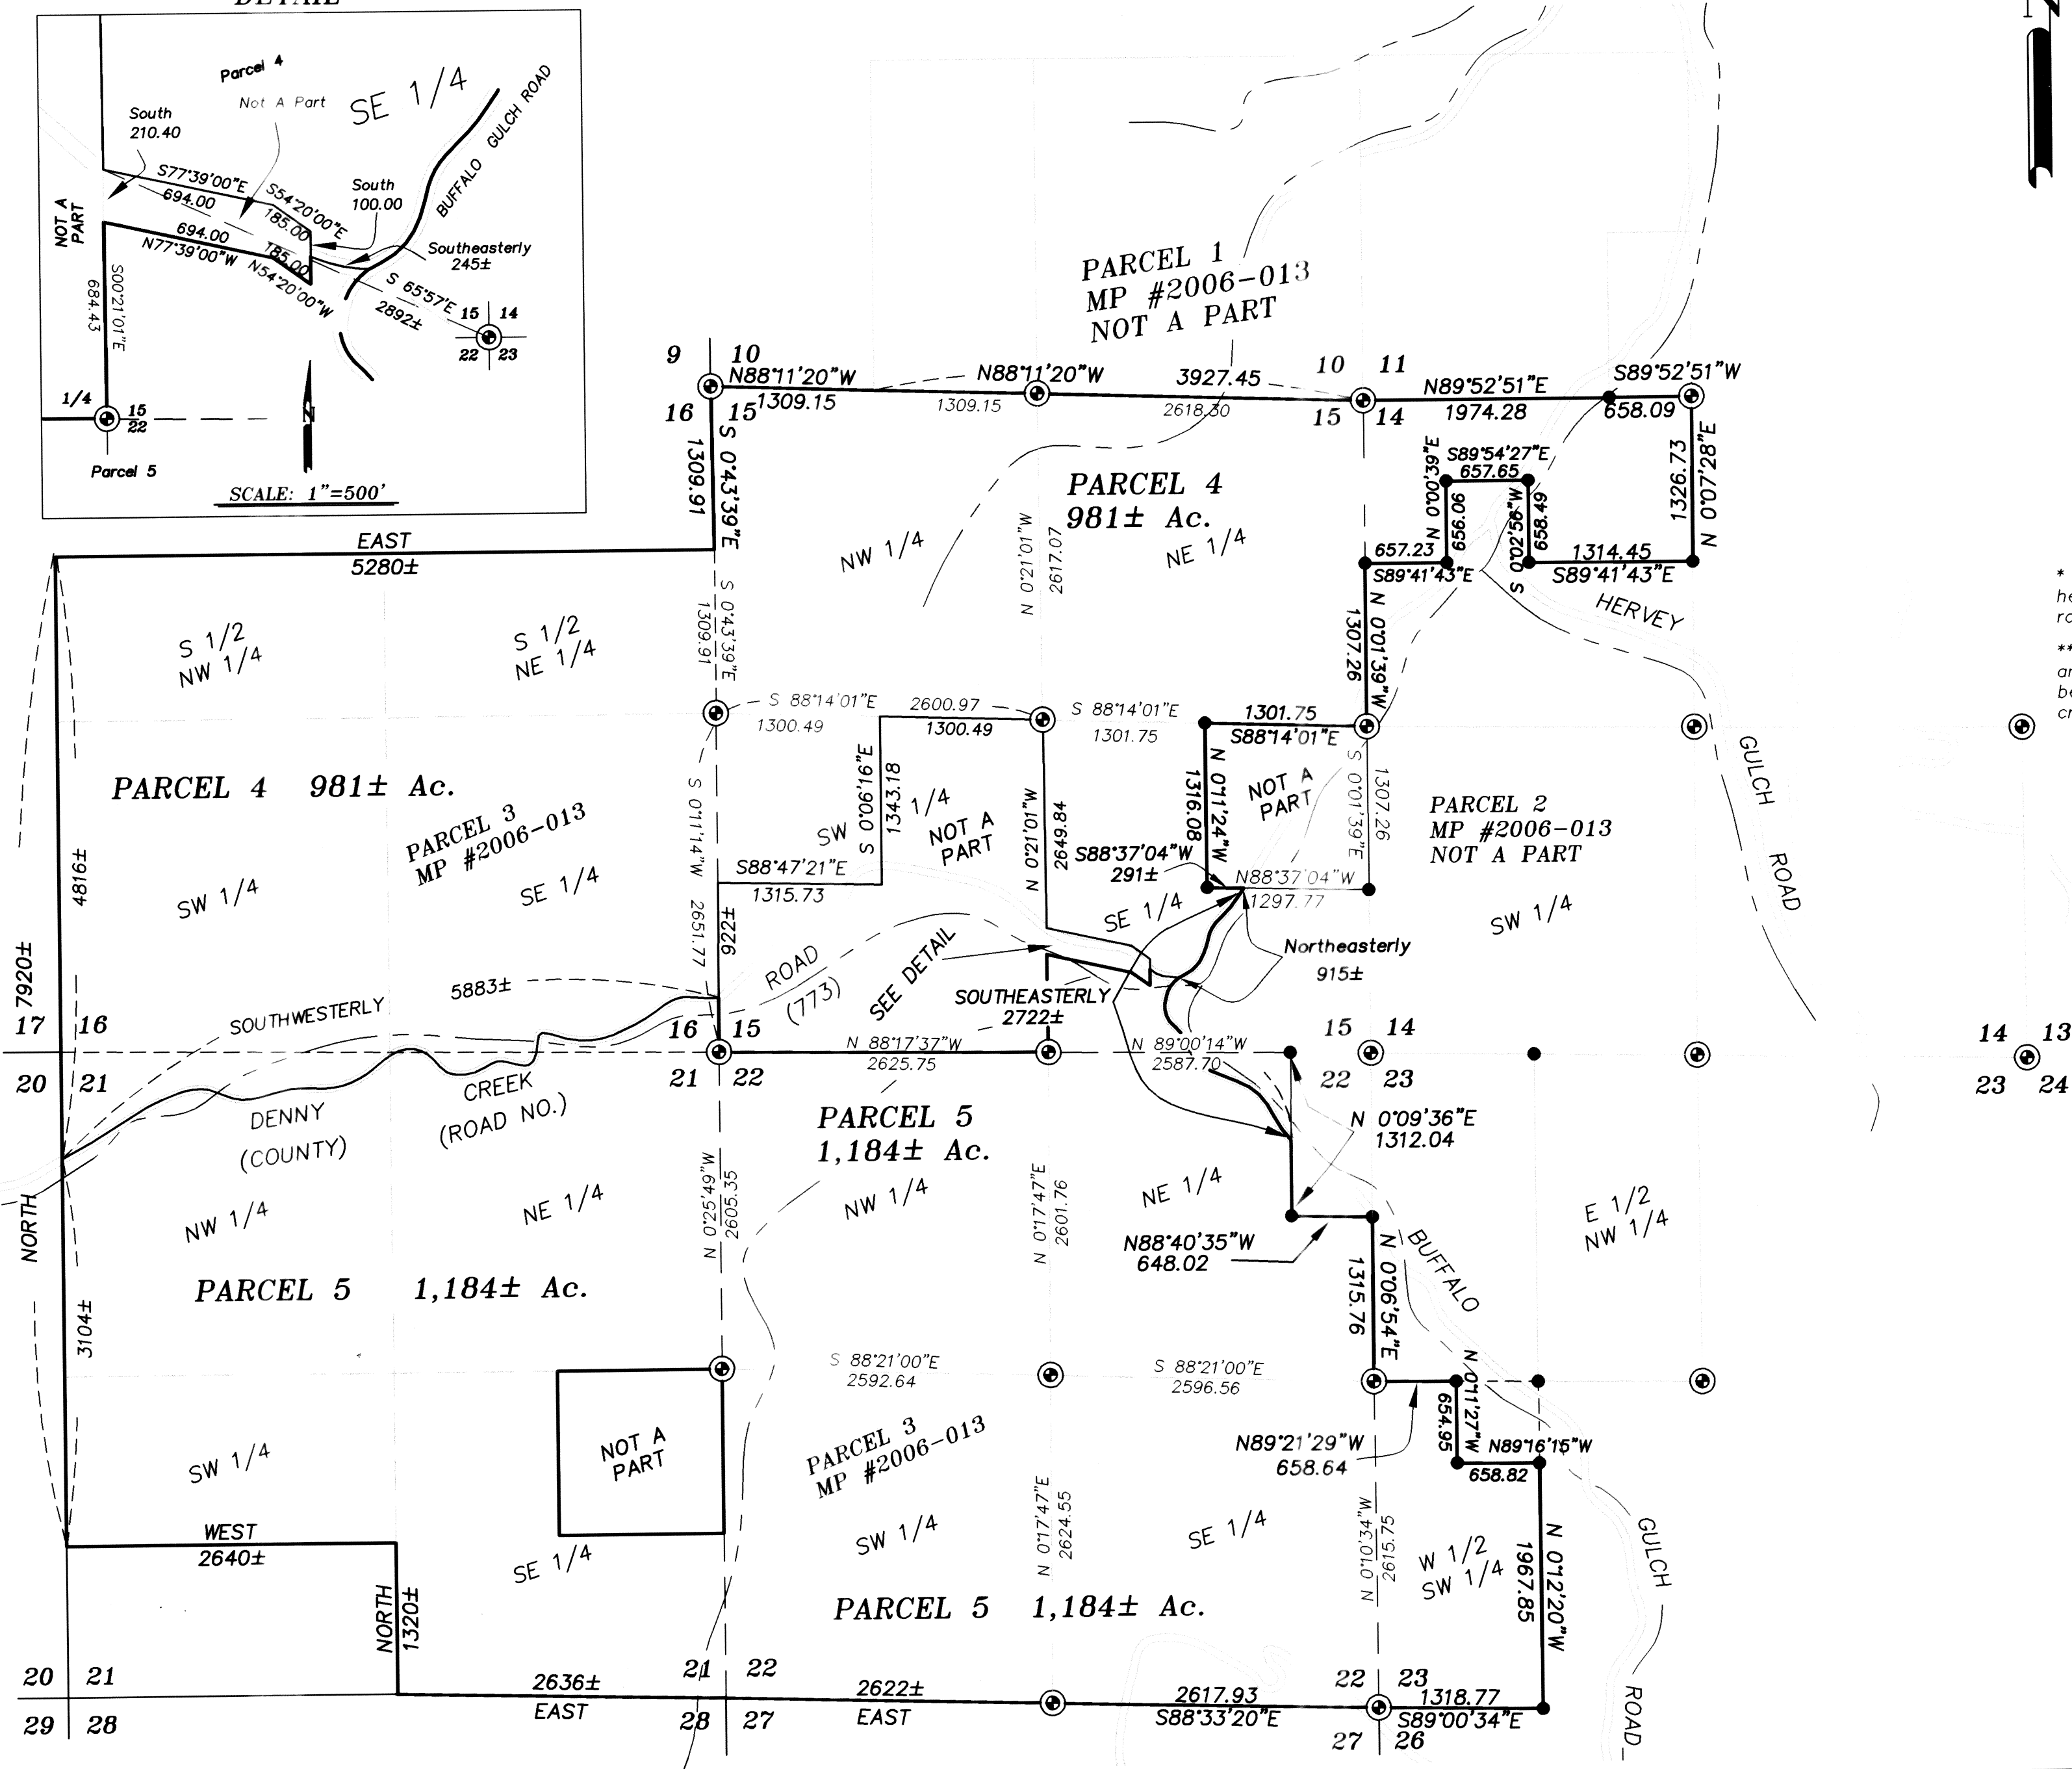 DETAIL
Parcel 4
Not A Part
SE 1/4
South
210.40
S77°39'00"E
694.00
S54°20'00"E
185.00
South
100.00
BUFFALO GULCH ROAD
NOT A
PART
694.00
N77°39'00"W
185.00
N54°20'00"W
Southeasterly
245±
S 65°57'E
2892±
15 14
22 23
S00°21'01"E
684.43
1/4
15
22
Parcel 5
N
SCALE: 1"=500'
N
PARCEL 1
MP #2006-013
NOT A PART
9 10
16 15
N88°11'20"W
1309.15
N88°11'20"W
3927.45
1309.15
2618.30
10 11
15 14
N89°52'51"E
1974.28
S89°52'51"W
658.09
S 0°43'39"E
1309.91
PARCEL 4
981± Ac.
N 0°00'39"E
656.06
S89°54'27"E
657.65
S 0°02'56"W
658.49
1326.73
N 0°07'28"E
657.23
S89°41'43"E
1314.45
S89°41'43"E
EAST
5280±
NW 1/4
N 0°21'01"W
2617.07
NE 1/4
HERVEY
GULCH
ROAD
S 1/2
NW 1/4
S 1/2
NE 1/4
S 0°43'39"E
1309.91
N 0°01'39"W
1307.26
S 88°14'01"E
2600.97
1300.49
1300.49
S 88°14'01"E
1301.75
1301.75
S88°14'01"E
PARCEL 4 981± Ac.
PARCEL 3
MP #2006-013
S 0°11'14"W 2651.77
SW 1/4
S 0°06'16"E
1343.18
NOT A
PART
N 0°21'01"W
2649.84
N 0°11'24"W
1316.08
NOT A
PART
S 0°01'39"E
1307.26
PARCEL 2
MP #2006-013
NOT A PART
S88°37'04"W
291±
N88°37'04"W
1297.77
4816±
SW 1/4
SE 1/4
S88°47'21"E
1315.73
922±
SE 1/4
SW 1/4
Northeasterly
915±
7920±
5883±
SOUTHWESTERLY
ROAD
(773)
SEE DETAIL
SOUTHEASTERLY
2722±
17 16
20 21
16 15
21 22
N 88°17'37"W
2625.75
N 89°00'14"W
2587.70
15 14
22 23
14 13
23 24
DENNY
(COUNTY)
CREEK
(ROAD NO.)
PARCEL 5
1,184± Ac.
N 0°09'36"E
1312.04
NORTH
NW 1/4
NE 1/4
N 0°25'49"W
2605.35
NW 1/4
N 0°17'47"E
2601.76
NE 1/4
N88°40'35"W
648.02
E 1/2
NW 1/4
BUFFALO
GULCH
ROAD
PARCEL 5 1,184± Ac.
N 0°06'54"E
1315.76
3104±
S 88°21'00"E
2592.64
S 88°21'00"E
2596.56
N 0°11'27"W
654.95
N89°21'29"W
658.64
N89°16'15"W
658.82
SW 1/4
NOT A
PART
PARCEL 3
MP #2006-013
SW 1/4
N 0°17'47"E
2624.55
SE 1/4
N 0°10'34"W
2615.75
W 1/2
SW 1/4
N 0°12'20"W
1967.85
WEST
2640±
SE 1/4
NORTH
1320±
PARCEL 5 1,184± Ac.
20 21
29 28
2636±
EAST
21 22
28 27
2622±
EAST
2617.93
S88°33'20"E
22 23
27 26
1318.77
S89°00'34"E
*
**